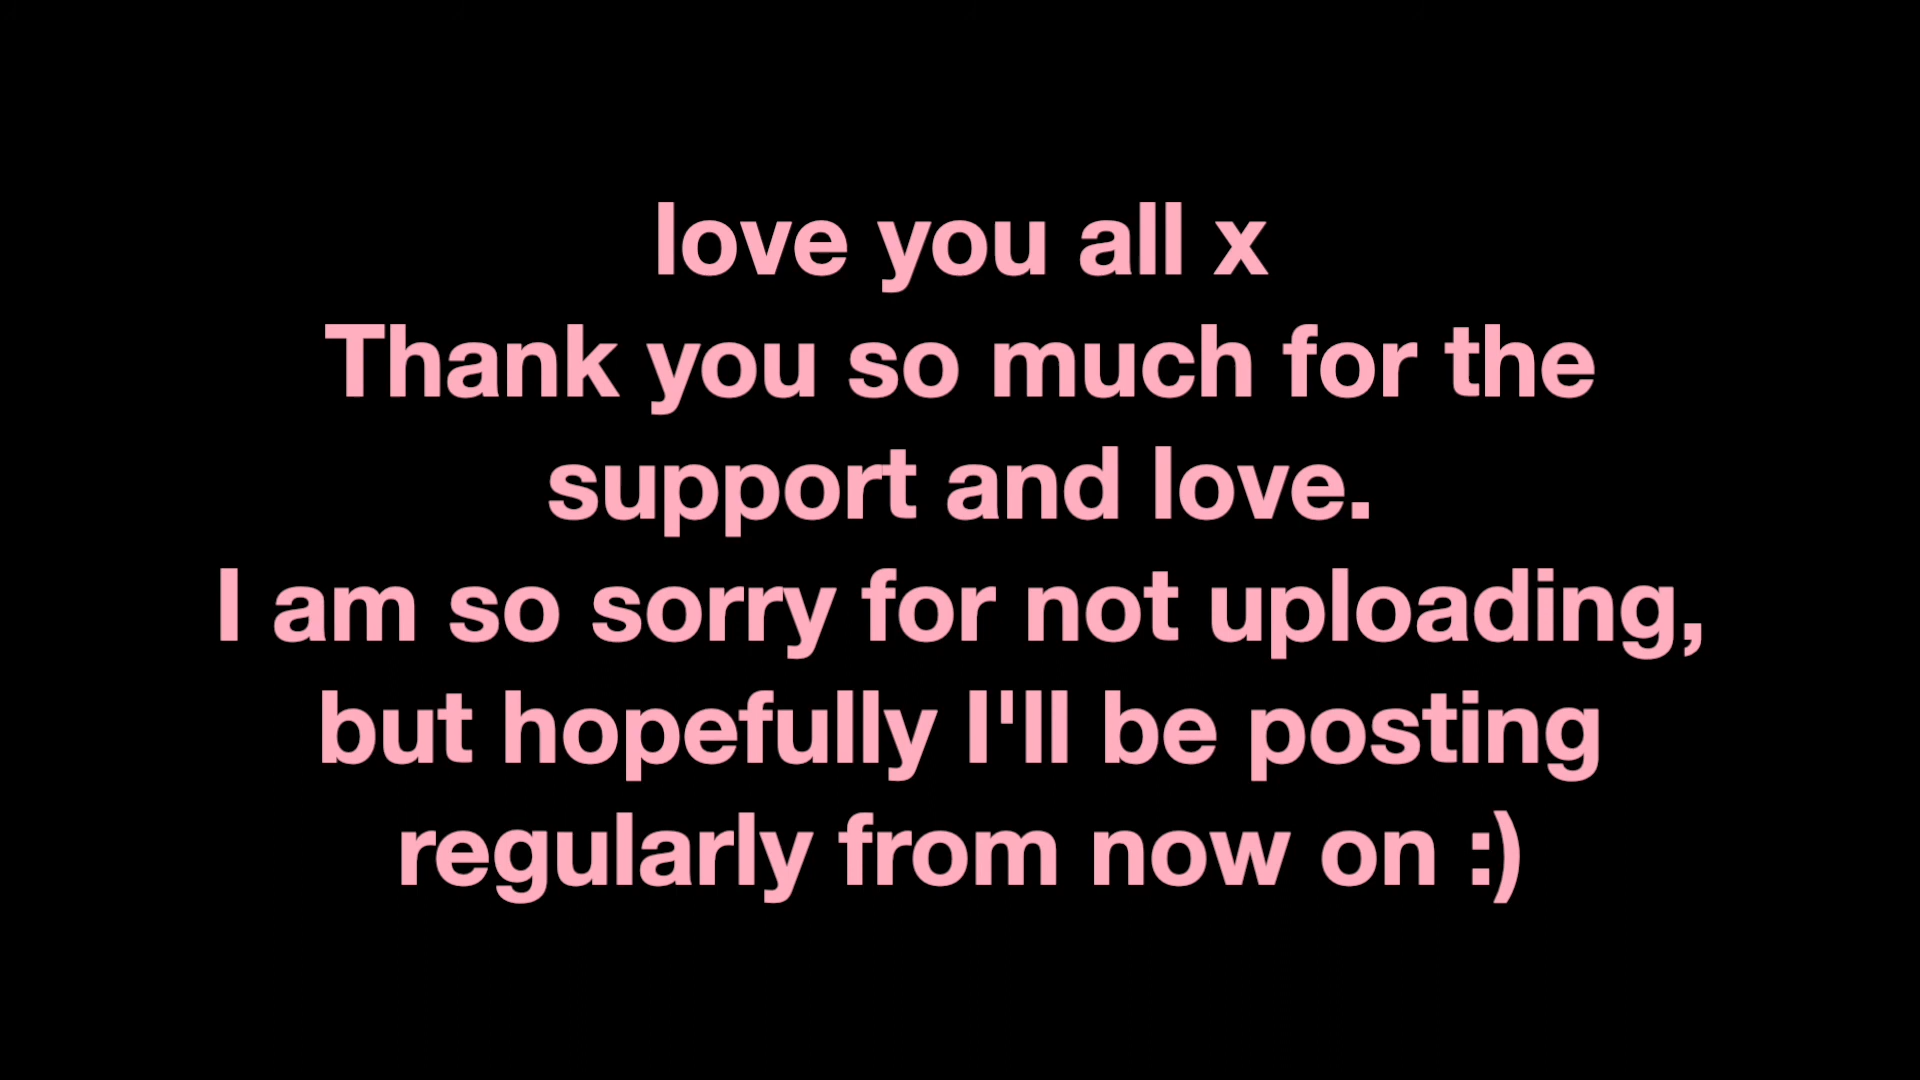 love you all x
Thank you so much for the
support and love.
I am so sorry for not uploading,
but hopefully I'll be posting
regularly from now on :)